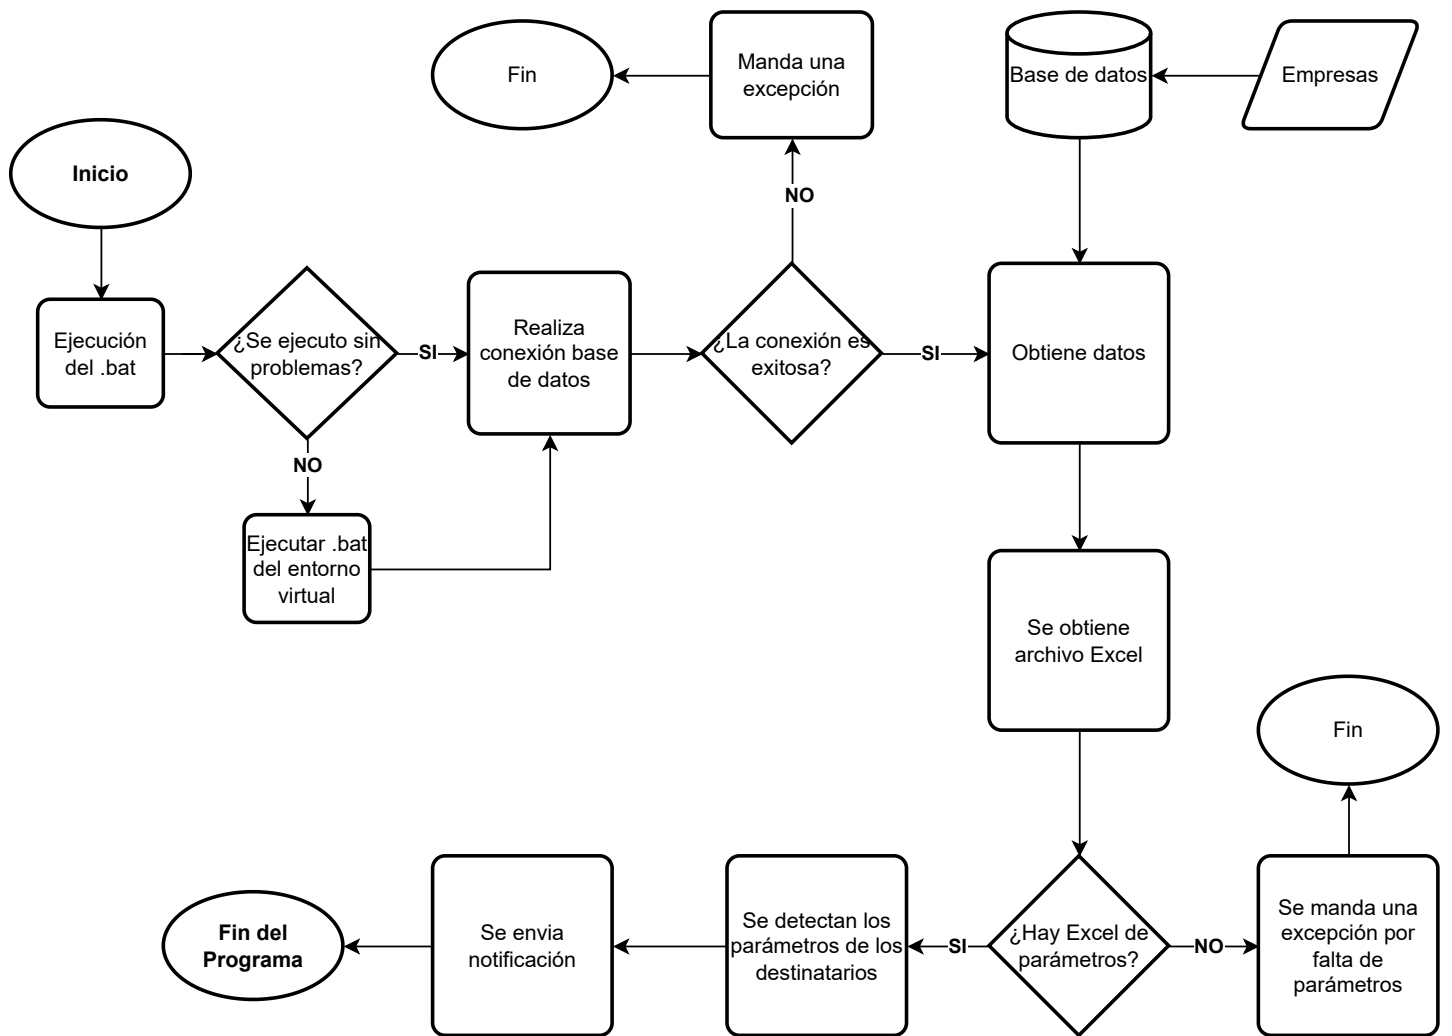 Fin
Manda una
excepción
Base de datos
Empresas
Inicio
NO
Ejecución
del .bat
¿Se ejecuto sin
problemas?
SI
Realiza
conexión base
de datos
¿La conexión es
exitosa?
SI
Obtiene datos
NO
Ejecutar .bat
del entorno
virtual
Se obtiene
archivo Excel
Fin
Fin del
Programa
Se envia
notificación
Se detectan los
parámetros de los
destinatarios
SI
¿Hay Excel de
parámetros?
NO
Se manda una
excepción por
falta de
parámetros